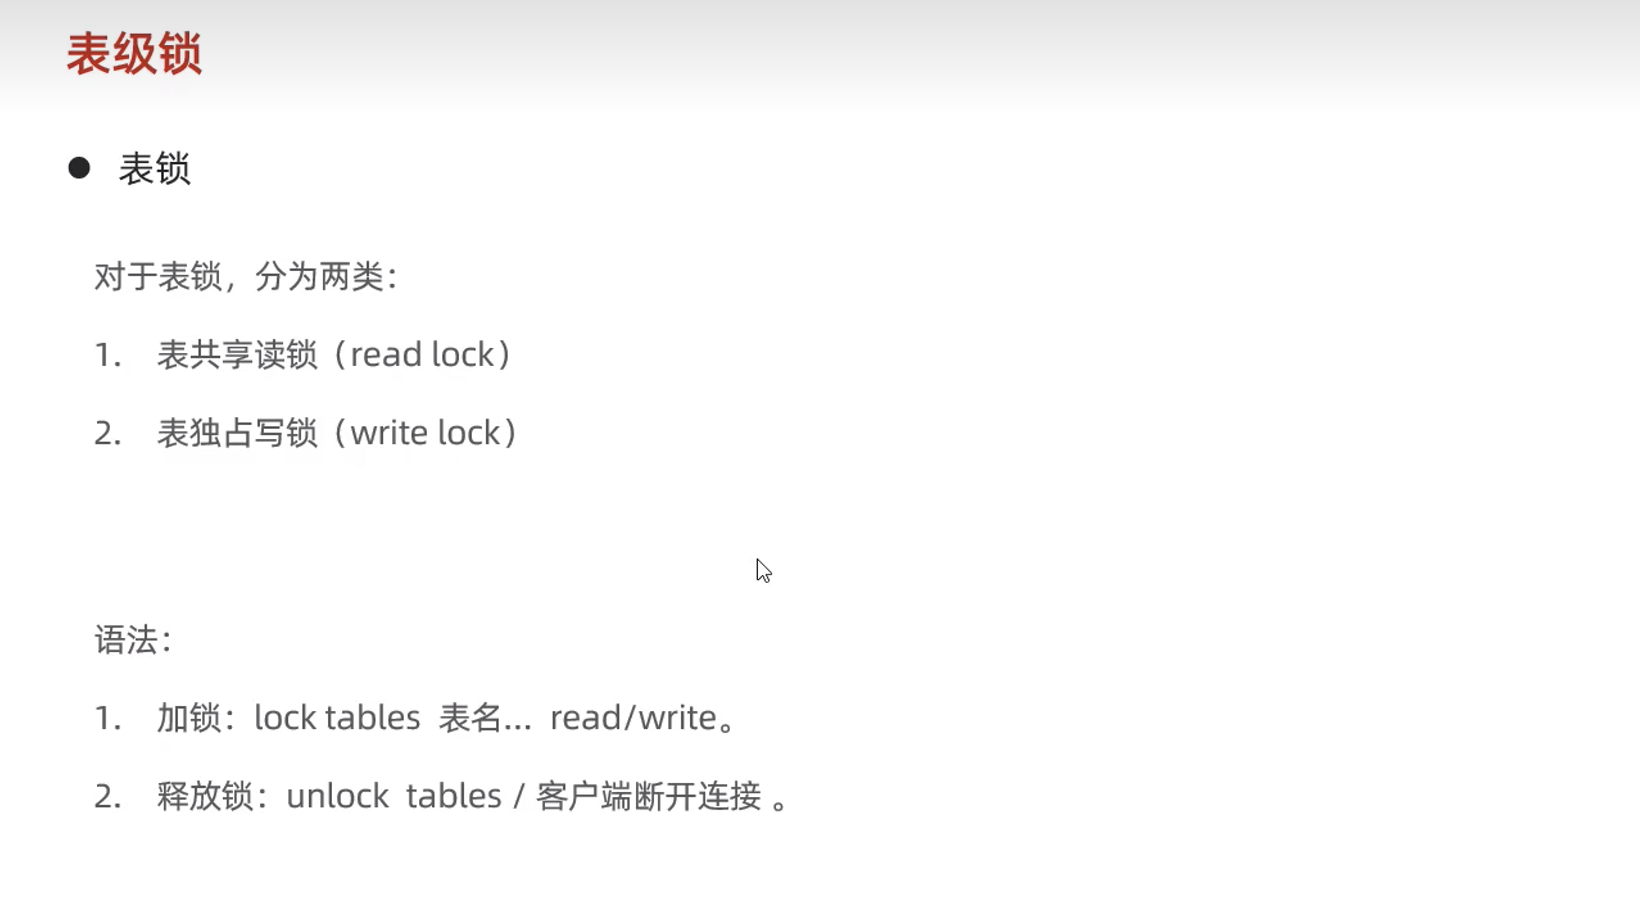 表级锁
● 表锁
对于表锁，分为两类：
1. 表共享读锁（read lock）
2. 表独占写锁（write lock）
语法：
1. 加锁：lock tables 表名... read/write。
2. 释放锁：unlock tables / 客户端断开连接 。